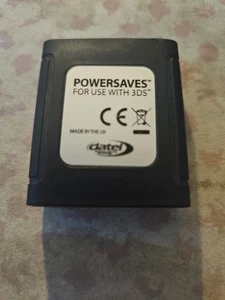 POWERSAVES™
FOR USE WITH 3DS™
CE
MADE IN THE UK
datel